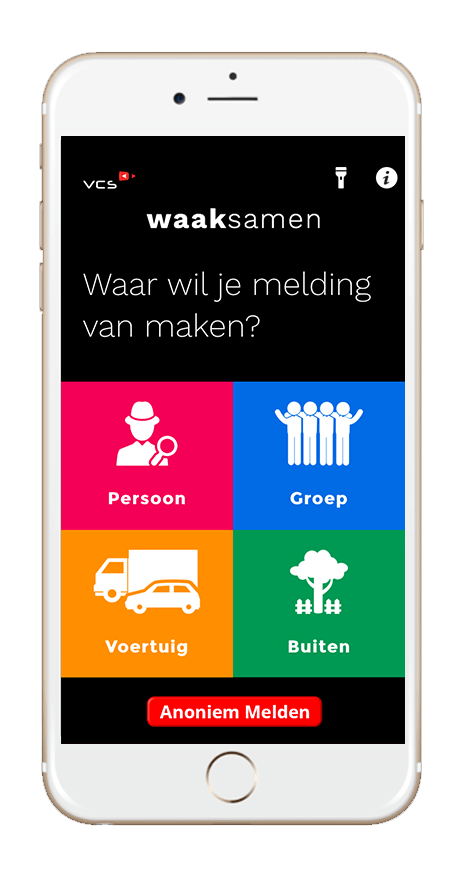 vcs
waaksamen
Waar wil je melding
van maken?
Persoon
Groep
Voertuig
Buiten
Anoniem Melden